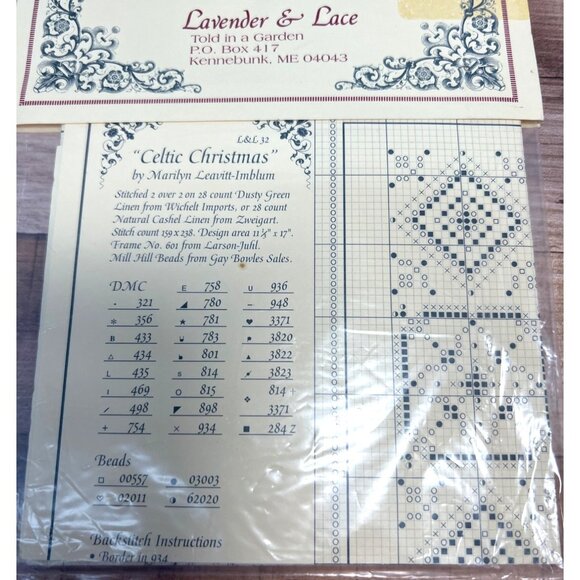 Lavender & Lace
Told in a Garden
P.O. Box 417
Kennebunk, ME 04043
L&L 32
"Celtic Christmas"
by Marilyn Leavitt-Imblum
Stitched 2 over 2 on 28 count Dusty Green
Linen from Wichelt Imports, or 28 count
Natural Cashel Linen from Zweigart.
Stitch count 159 x 238. Design area 11¼" x 17".
Frame No. 601 from Larson-Juhl.
Mill Hill Beads from Gay Bowles Sales.
DMC E 758 U 936
· 321 ◢ 780 – 948
* 356 ★ 781 ♥ 3371
B 433 783 ● 3820
△ 434 801 ▲ 3822
L 435 S 814 3823
I 469 O 815 ❖ 814 +
/ 498 ◤ 898 3371
+ 754 × 934 ■ 284 Z
Beads
□ 00557 ● 03003
♡ 02011 ◑ 62020
Backstitch Instructions
• Border in 934